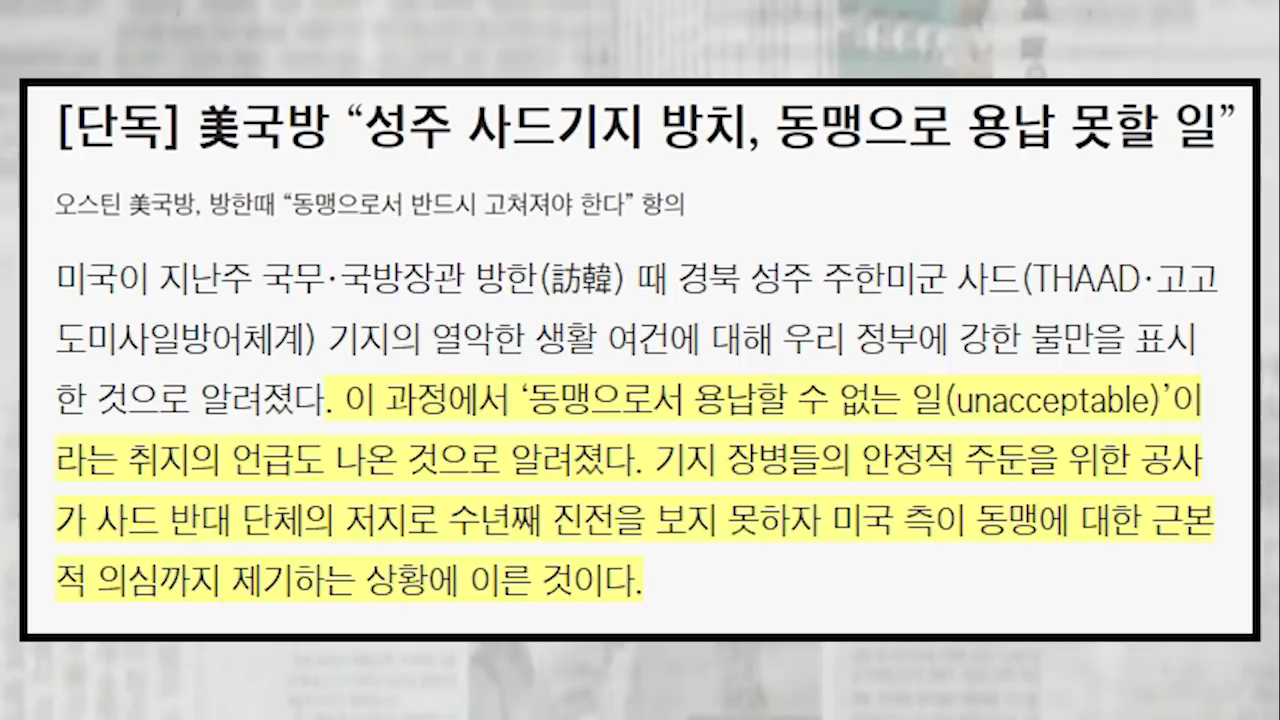 [단독] 美국방 “성주 사드기지 방치, 동맹으로 용납 못할 일”
오스틴 美국방, 방한때 “동맹으로서 반드시 고쳐져야 한다” 항의
미국이 지난주 국무·국방장관 방한(訪韓) 때 경북 성주 주한미군 사드(THAAD·고고
도미사일방어체계) 기지의 열악한 생활 여건에 대해 우리 정부에 강한 불만을 표시
한 것으로 알려졌다. 이 과정에서 ‘동맹으로서 용납할 수 없는 일(unacceptable)’이
라는 취지의 언급도 나온 것으로 알려졌다. 기지 장병들의 안정적 주둔을 위한 공사
가 사드 반대 단체의 저지로 수년째 진전을 보지 못하자 미국 측이 동맹에 대한 근본
적 의심까지 제기하는 상황에 이른 것이다.